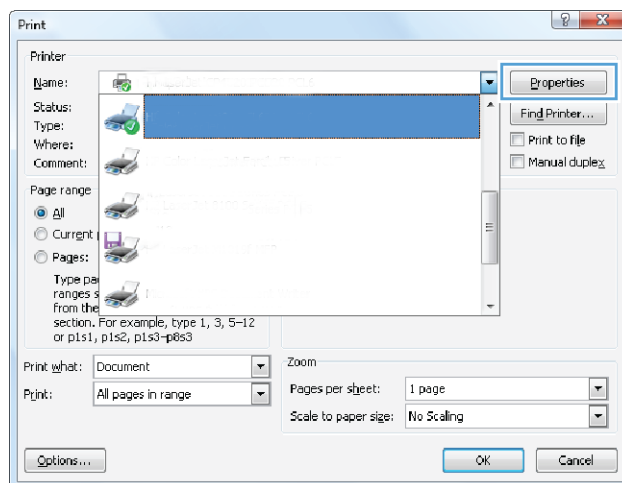 Print
Printer
Name:
Properties
Status:
Find Printer...
Type:
Where:
Print to file
Comment:
Manual duplex
Page range
All
Current
Pages:
Type
ranges
from the
section. For example, type 1, 3, 5–12
or p1s1, p1s2, p1s3–p8s3
Print what: Document
Print: All pages in range
Zoom
Pages per sheet: 1 page
Scale to paper size: No Scaling
Options...
OK
Cancel